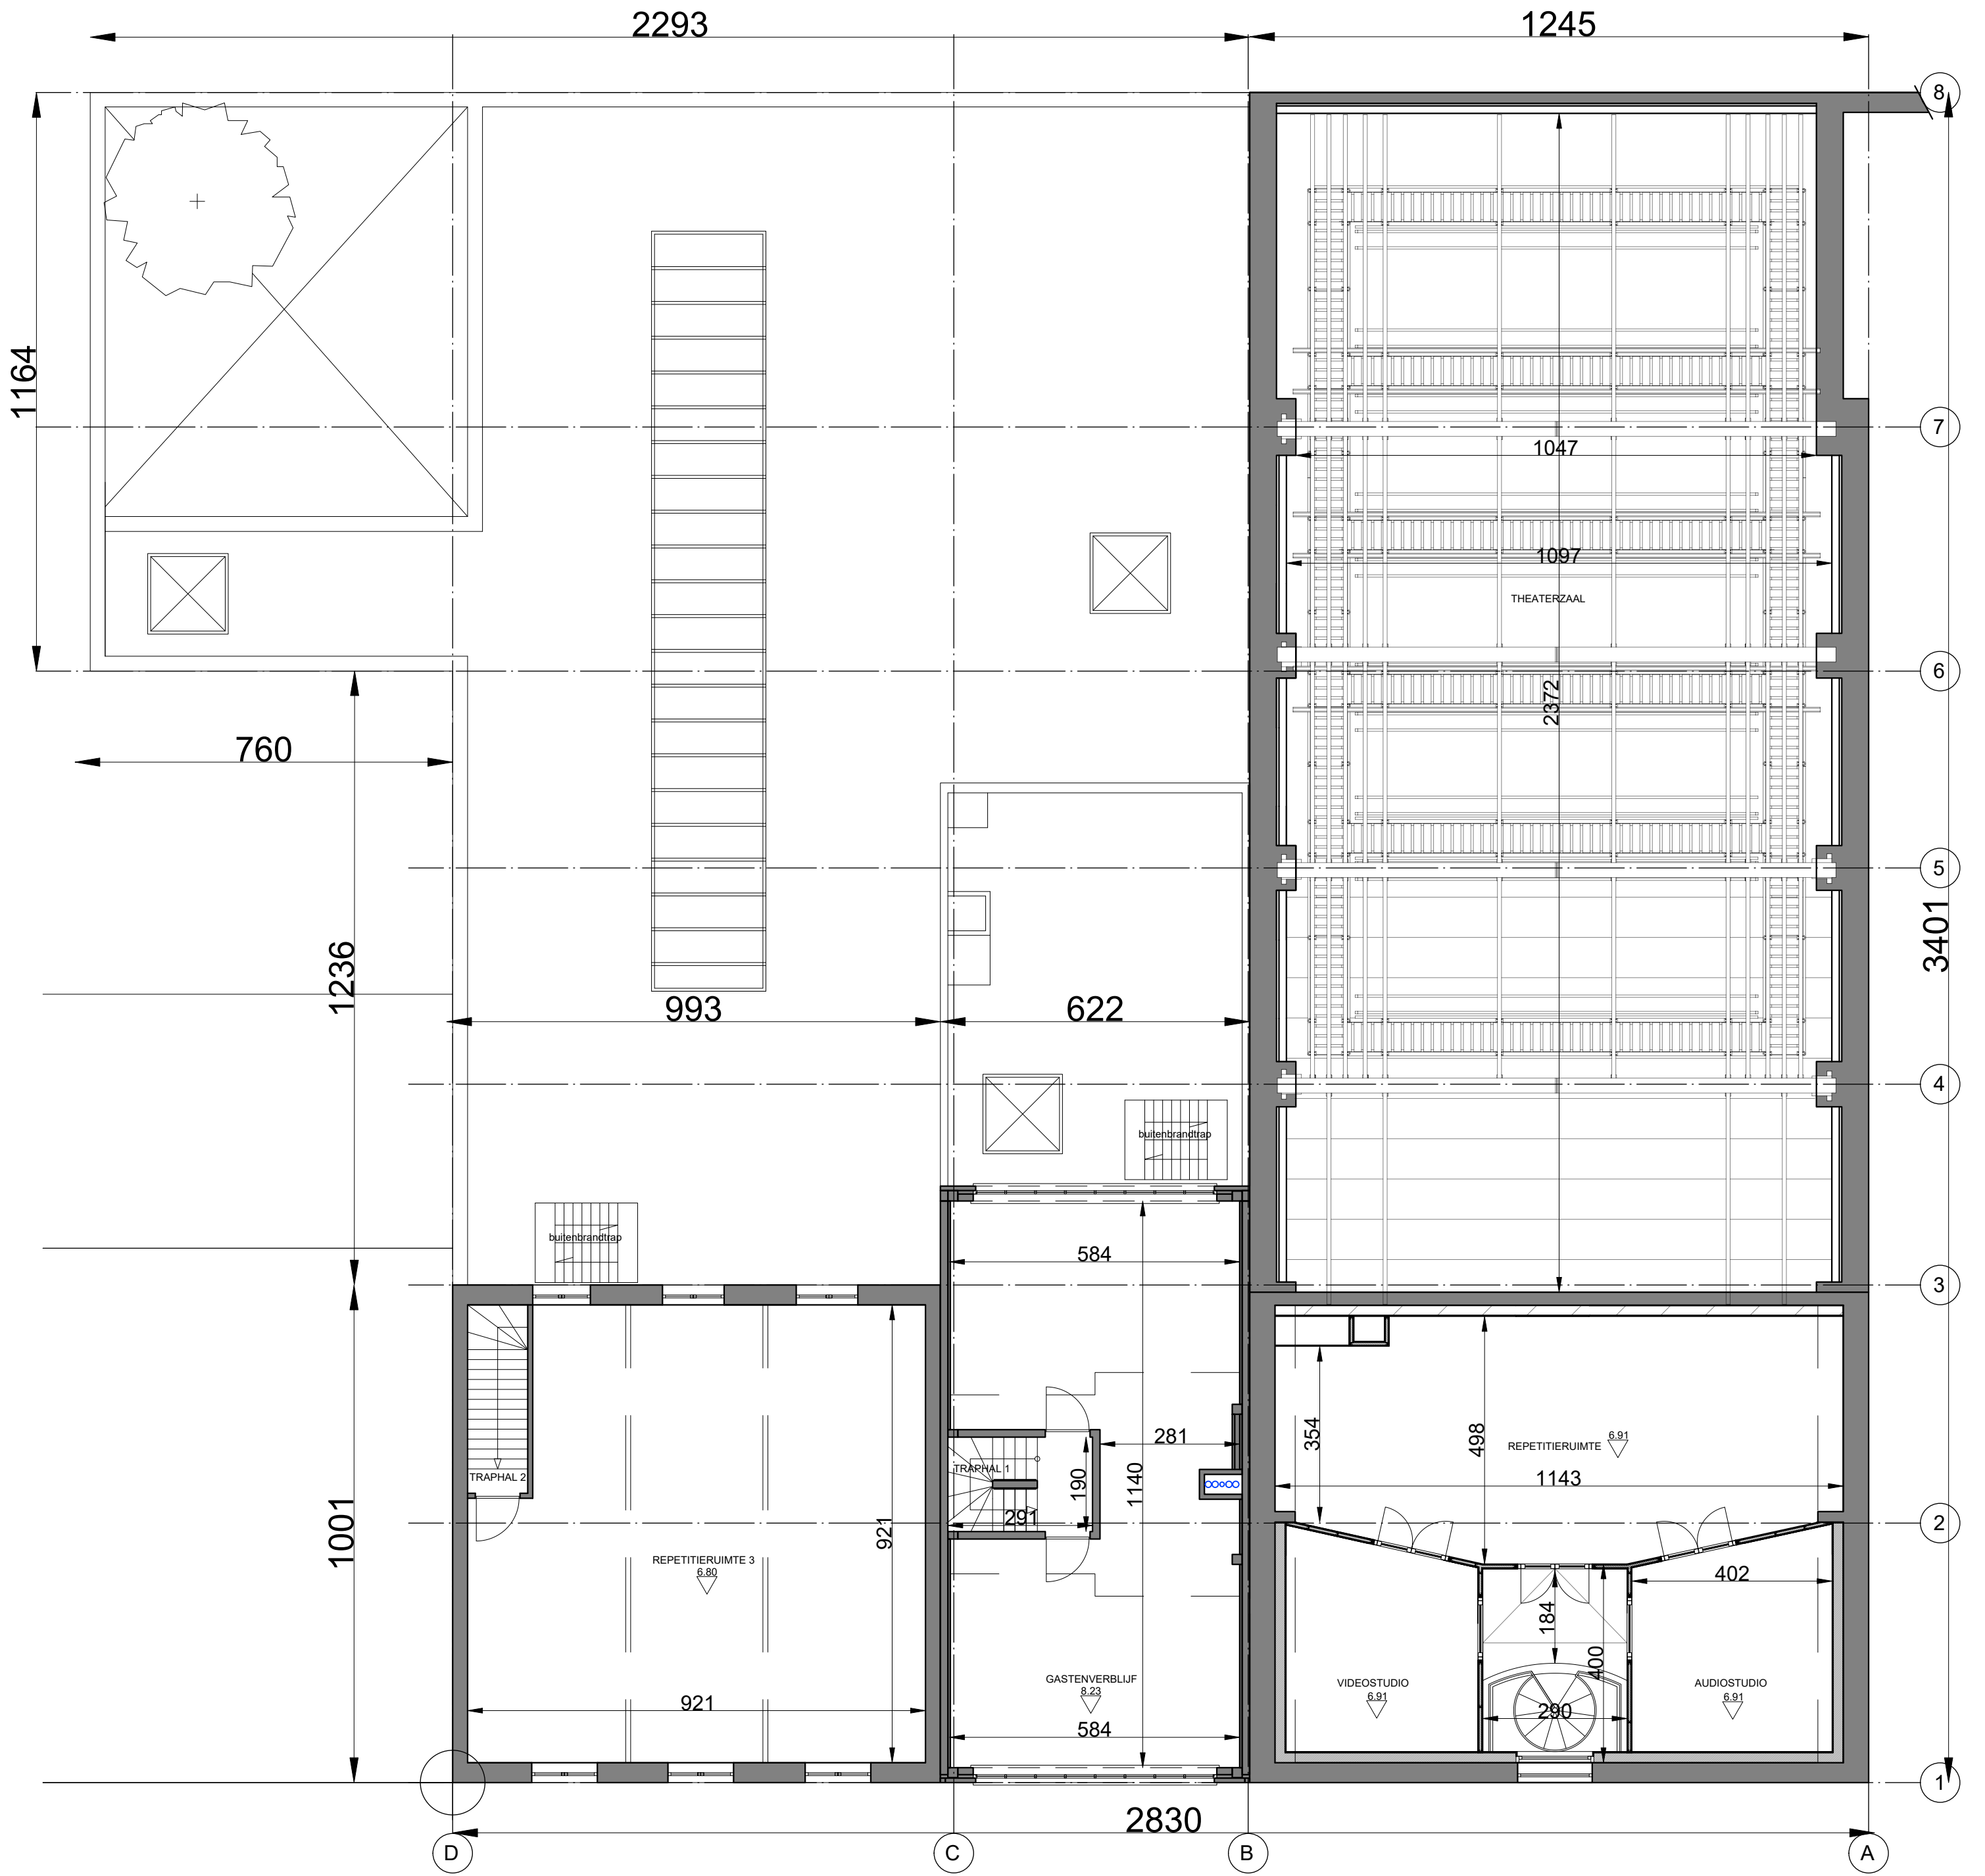 2293
1245
8
1164
7
1047
1097
THEATERZAAL
6
2372
760
5
3401
1236
993
622
4
buitenbrandtrap
buitenbrandtrap
584
3
354
498
281
REPETITIERUIMTE
6.91
TRAPHAL 1
TRAPHAL 2
190
1140
1143
291
1001
921
2
REPETITIERUIMTE 3
6.80
402
184
400
GASTENVERBLIJF
8.23
VIDEOSTUDIO
6.91
AUDIOSTUDIO
6.91
921
290
584
1
2830
D
C
B
A